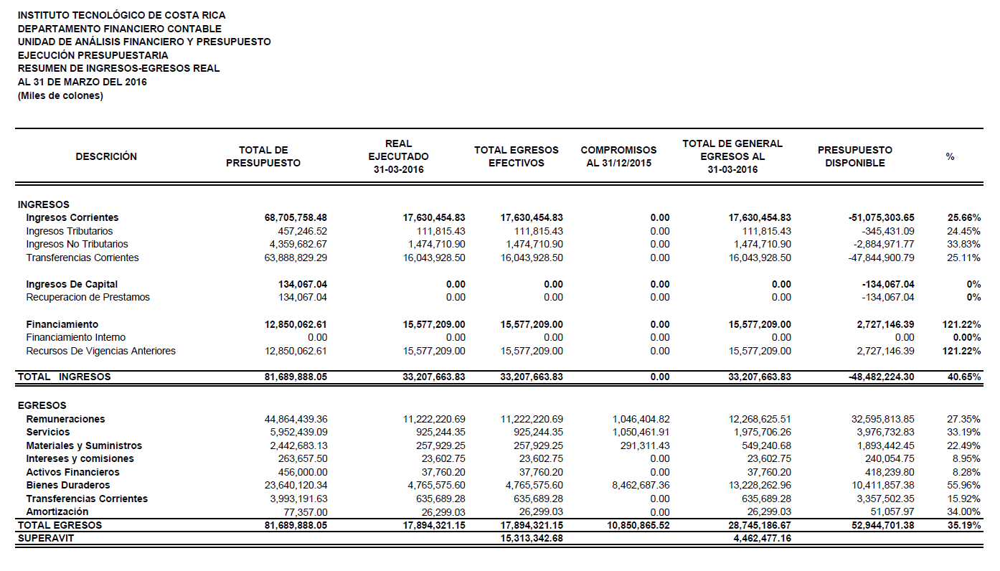 INSTITUTO TECNOLÓGICO DE COSTA RICA
DEPARTAMENTO FINANCIERO CONTABLE
UNIDAD DE ANÁLISIS FINANCIERO Y PRESUPUESTO
EJECUCIÓN PRESUPUESTARIA
RESUMEN DE INGRESOS-EGRESOS REAL
AL 31 DE MARZO DEL 2016
(Miles de colones)
DESCRICIÓN TOTAL DE PRESUPUESTO REAL EJECUTADO 31-03-2016 TOTAL EGRESOS EFECTIVOS COMPROMISOS AL 31/12/2015 TOTAL DE GENERAL EGRESOS AL 31-03-2016 PRESUPUESTO DISPONIBLE %
INGRESOS
Ingresos Corrientes 68,705,758.48 17,630,454.83 17,630,454.83 0.00 17,630,454.83 -51,075,303.65 25.66%
Ingresos Tributarios 457,246.52 111,815.43 111,815.43 0.00 111,815.43 -345,431.09 24.45%
Ingresos No Tributarios 4,359,682.67 1,474,710.90 1,474,710.90 0.00 1,474,710.90 -2,884,971.77 33.83%
Transferencias Corrientes 63,888,829.29 16,043,928.50 16,043,928.50 0.00 16,043,928.50 -47,844,900.79 25.11%
Ingresos De Capital 134,067.04 0.00 0.00 0.00 0.00 -134,067.04 0%
Recuperacion de Prestamos 134,067.04 0.00 0.00 0.00 0.00 -134,067.04 0%
Financiamiento 12,850,062.61 15,577,209.00 15,577,209.00 0.00 15,577,209.00 2,727,146.39 121.22%
Financiamiento Interno 0.00 0.00 0.00 0.00 0.00 0.00 0.00%
Recursos De Vigencias Anteriores 12,850,062.61 15,577,209.00 15,577,209.00 0.00 15,577,209.00 2,727,146.39 121.22%
TOTAL INGRESOS 81,689,888.05 33,207,663.83 33,207,663.83 0.00 33,207,663.83 -48,482,224.30 40.65%
EGRESOS
Remuneraciones 44,864,439.36 11,222,220.69 11,222,220.69 1,046,404.82 12,268,625.51 32,595,813.85 27.35%
Servicios 5,952,439.09 925,244.35 925,244.35 1,050,461.91 1,975,706.26 3,976,732.83 33.19%
Materiales y Suministros 2,442,683.13 257,929.25 257,929.25 291,311.43 549,240.68 1,893,442.45 22.49%
Intereses y comisiones 263,657.50 23,602.75 23,602.75 0.00 23,602.75 240,054.75 8.95%
Activos Financieros 456,000.00 37,760.20 37,760.20 0.00 37,760.20 418,239.80 8.28%
Bienes Duraderos 23,640,120.34 4,765,575.60 4,765,575.60 8,462,687.36 13,228,262.96 10,411,857.38 55.96%
Transferencias Corrientes 3,993,191.63 635,689.28 635,689.28 0.00 635,689.28 3,357,502.35 15.92%
Amortización 77,357.00 26,299.03 26,299.03 0.00 26,299.03 51,057.97 34.00%
TOTAL EGRESOS 81,689,888.05 17,894,321.15 17,894,321.15 10,850,865.52 28,745,186.67 52,944,701.38 35.19%
SUPERAVIT 15,313,342.68 4,462,477.16